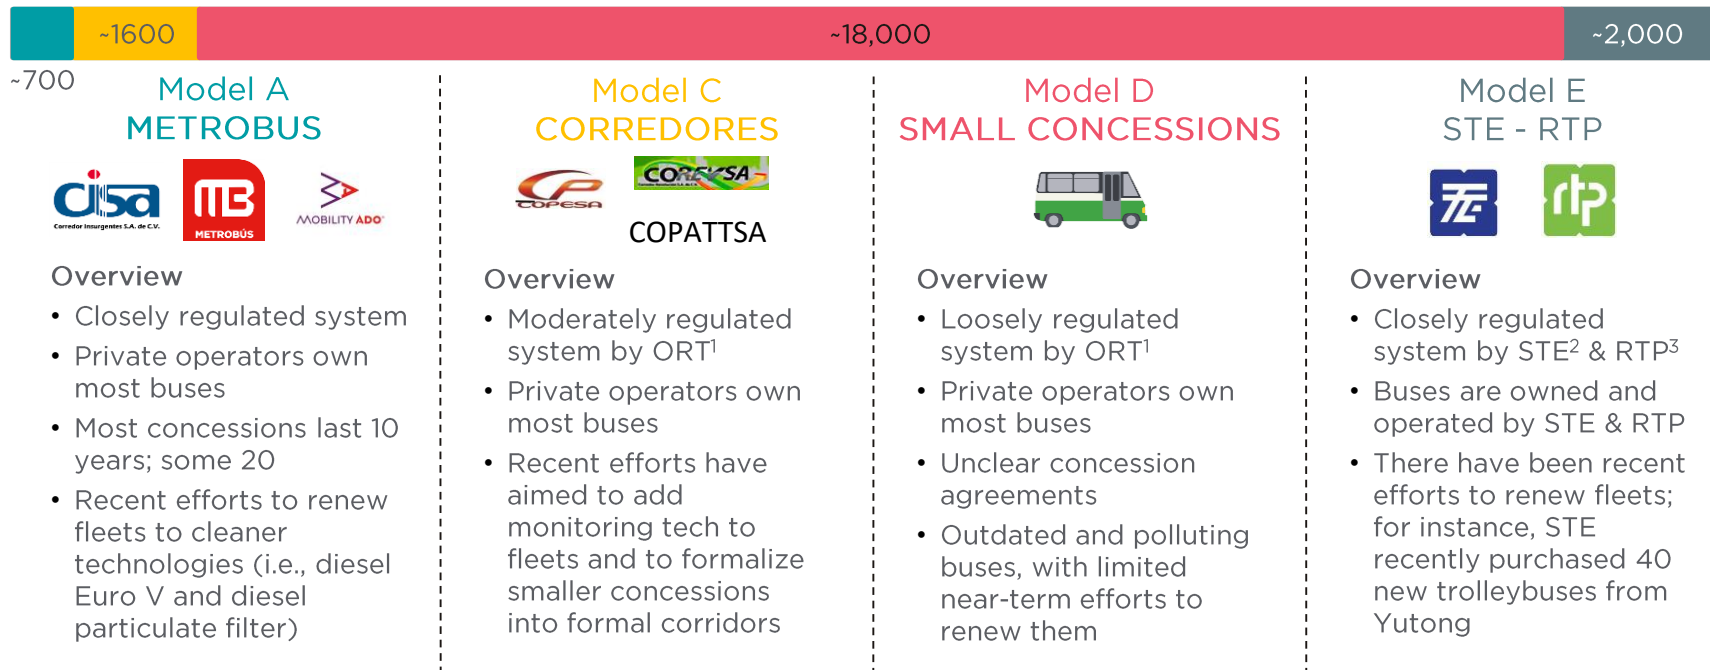 ~1600
~18,000
~2,000
~700
Model A
METROBUS
cisa
Corredor Insurgentes S.A. de C.V.
MB
METROBÚS
MOBILITY ADO
Overview
• Closely regulated system
• Private operators own
most buses
• Most concessions last 10
years; some 20
• Recent efforts to renew
fleets to cleaner
technologies (i.e., diesel
Euro V and diesel
particulate filter)
Model C
CORREDORES
CP
COPESA
COREVSA
COPATTSA
Overview
• Moderately regulated
system by ORT¹
• Private operators own
most buses
• Recent efforts have
aimed to add
monitoring tech to
fleets and to formalize
smaller concessions
into formal corridors
Model D
SMALL CONCESSIONS
Overview
• Loosely regulated
system by ORT¹
• Private operators own
most buses
• Unclear concession
agreements
• Outdated and polluting
buses, with limited
near-term efforts to
renew them
Model E
STE - RTP
rtp
Overview
• Closely regulated
system by STE² & RTP³
• Buses are owned and
operated by STE & RTP
• There have been recent
efforts to renew fleets;
for instance, STE
recently purchased 40
new trolleybuses from
Yutong